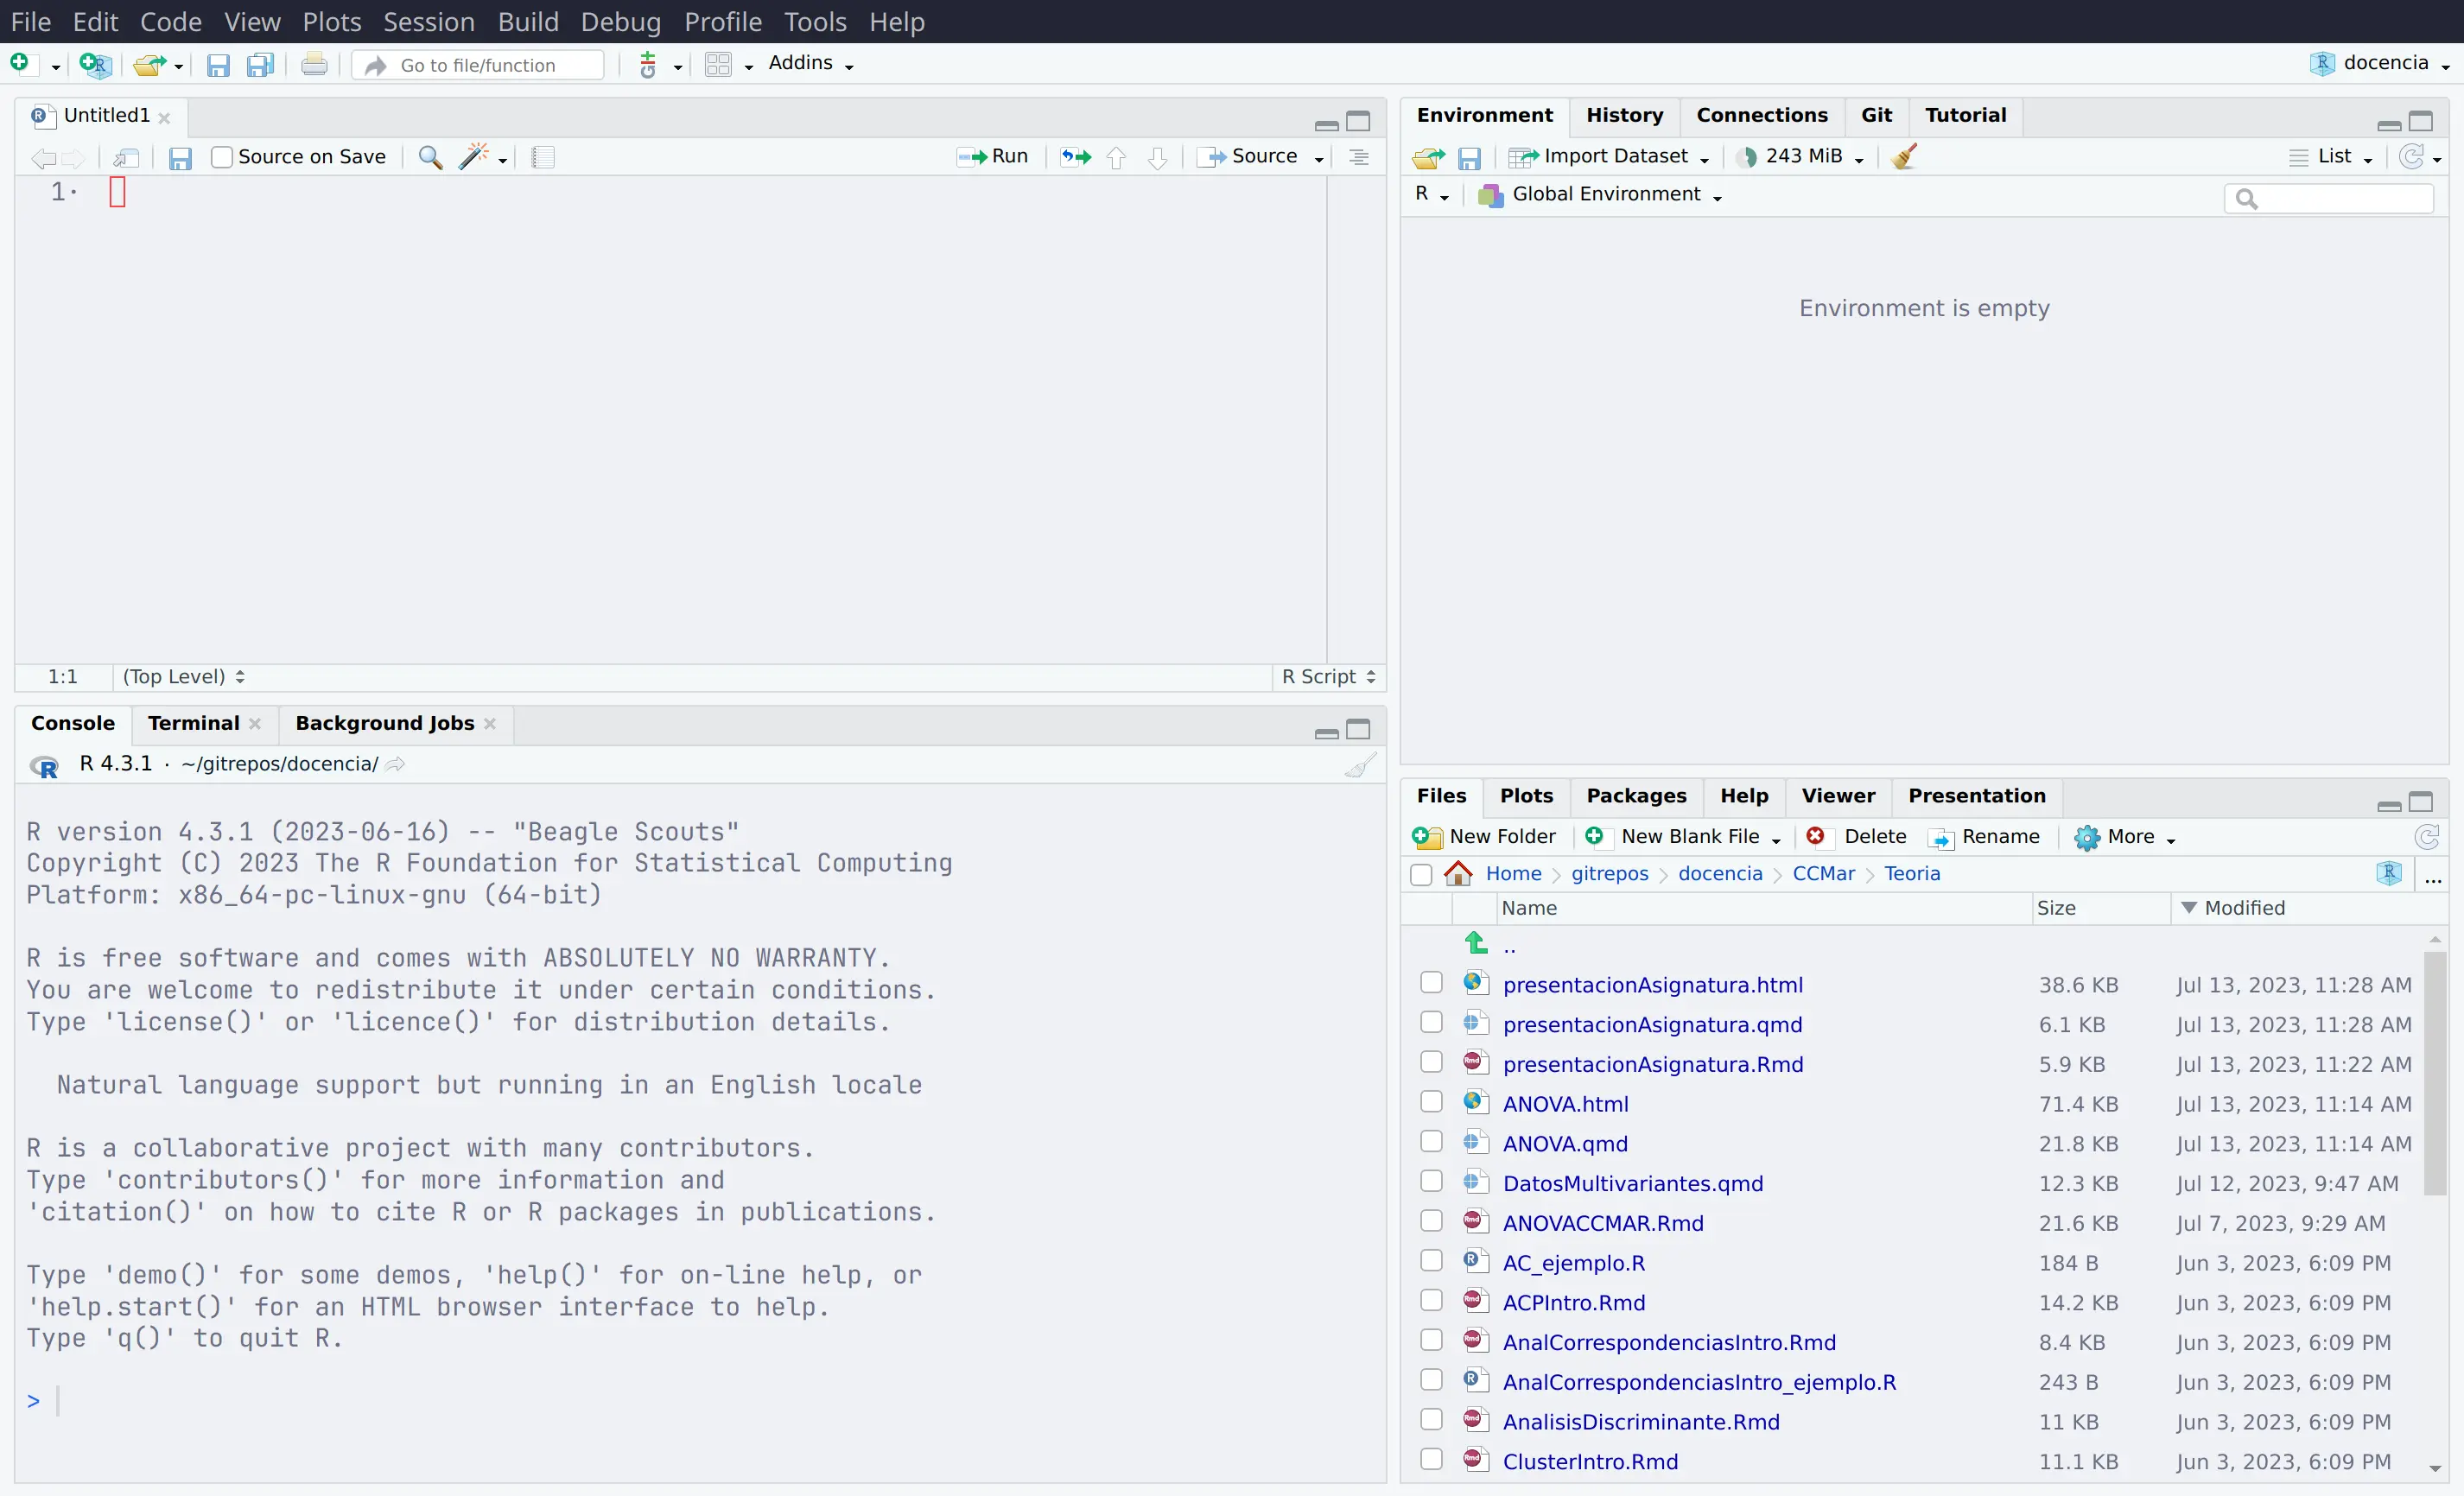 File Edit Code View Plots Session Build Debug Profile Tools Help
Go to file/function Addins docencia
Untitled1
Source on Save Run Source
1
1:1 (Top Level) R Script
Console Terminal Background Jobs
R 4.3.1 · ~/gitrepos/docencia/
R version 4.3.1 (2023-06-16) -- "Beagle Scouts"
Copyright (C) 2023 The R Foundation for Statistical Computing
Platform: x86_64-pc-linux-gnu (64-bit)
R is free software and comes with ABSOLUTELY NO WARRANTY.
You are welcome to redistribute it under certain conditions.
Type 'license()' or 'licence()' for distribution details.
Natural language support but running in an English locale
R is a collaborative project with many contributors.
Type 'contributors()' for more information and
'citation()' on how to cite R or R packages in publications.
Type 'demo()' for some demos, 'help()' for on-line help, or
'help.start()' for an HTML browser interface to help.
Type 'q()' to quit R.
>
Environment History Connections Git Tutorial
Import Dataset 243 MiB List
R Global Environment
Environment is empty
Files Plots Packages Help Viewer Presentation
New Folder New Blank File Delete Rename More
Home gitrepos docencia CCMar Teoria ...
Name Size Modified
..
presentacionAsignatura.html 38.6 KB Jul 13, 2023, 11:28 AM
presentacionAsignatura.qmd 6.1 KB Jul 13, 2023, 11:28 AM
presentacionAsignatura.Rmd 5.9 KB Jul 13, 2023, 11:22 AM
ANOVA.html 71.4 KB Jul 13, 2023, 11:14 AM
ANOVA.qmd 21.8 KB Jul 13, 2023, 11:14 AM
DatosMultivariantes.qmd 12.3 KB Jul 12, 2023, 9:47 AM
ANOVACCMAR.Rmd 21.6 KB Jul 7, 2023, 9:29 AM
AC_ejemplo.R 184 B Jun 3, 2023, 6:09 PM
ACPIntro.Rmd 14.2 KB Jun 3, 2023, 6:09 PM
AnalCorrespondenciasIntro.Rmd 8.4 KB Jun 3, 2023, 6:09 PM
AnalCorrespondenciasIntro_ejemplo.R 243 B Jun 3, 2023, 6:09 PM
AnalisisDiscriminante.Rmd 11 KB Jun 3, 2023, 6:09 PM
ClusterIntro.Rmd 11.1 KB Jun 3, 2023, 6:09 PM